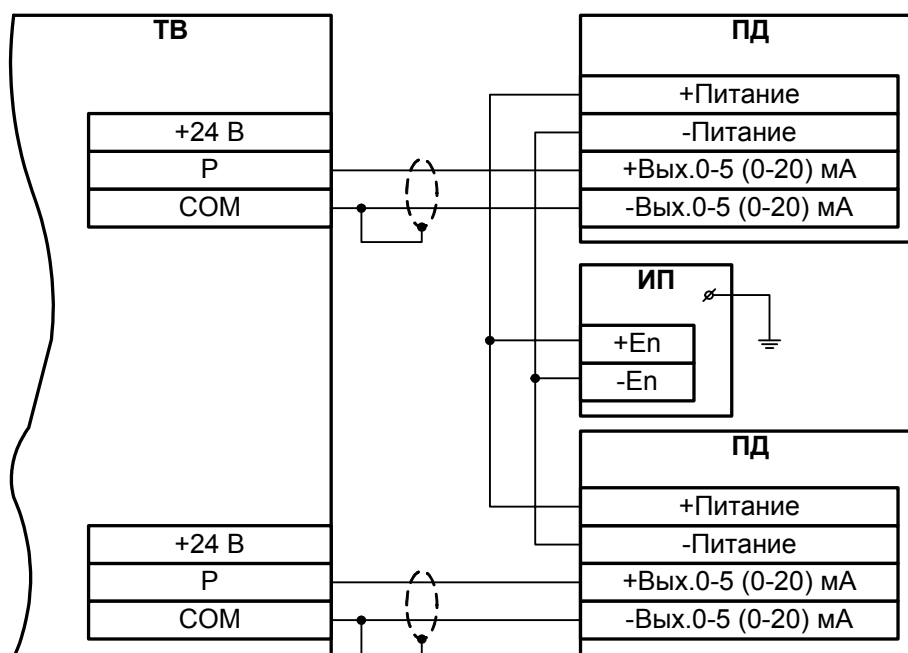 ТВ
ПД
+Питание
+24 В
-Питание
Р
+Вых.0-5 (0-20) мА
СОМ
-Вых.0-5 (0-20) мА
ИП
+En
-En
ПД
+Питание
+24 В
-Питание
Р
+Вых.0-5 (0-20) мА
СОМ
-Вых.0-5 (0-20) мА